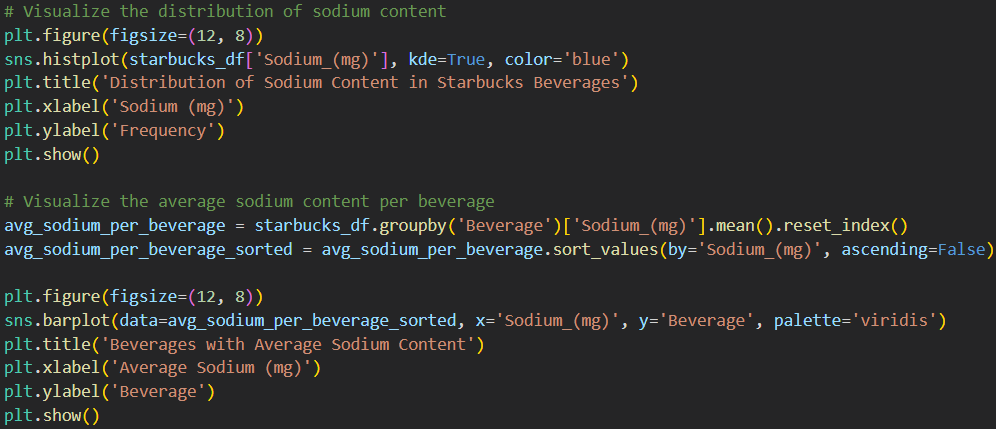 # Visualize the distribution of sodium content
plt.figure(figsize=(12, 8))
sns.histplot(starbucks_df['Sodium_(mg)'], kde=True, color='blue')
plt.title('Distribution of Sodium Content in Starbucks Beverages')
plt.xlabel('Sodium (mg)')
plt.ylabel('Frequency')
plt.show()

# Visualize the average sodium content per beverage
avg_sodium_per_beverage = starbucks_df.groupby('Beverage')['Sodium_(mg)'].mean().reset_index()
avg_sodium_per_beverage_sorted = avg_sodium_per_beverage.sort_values(by='Sodium_(mg)', ascending=False)

plt.figure(figsize=(12, 8))
sns.barplot(data=avg_sodium_per_beverage_sorted, x='Sodium_(mg)', y='Beverage', palette='viridis')
plt.title('Beverages with Average Sodium Content')
plt.xlabel('Average Sodium (mg)')
plt.ylabel('Beverage')
plt.show()